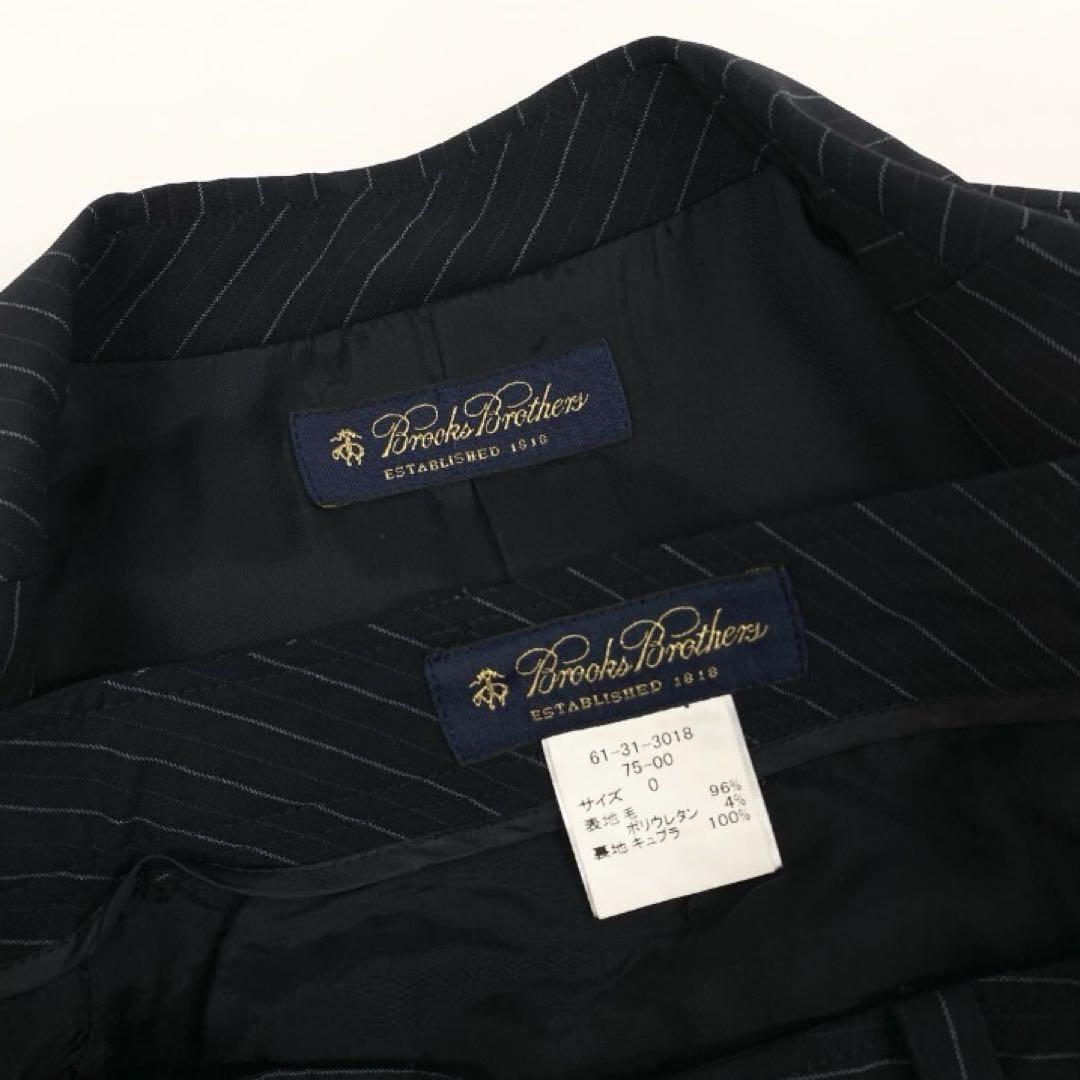 Brooks Brothers
ESTABLISHED 1818
Brooks Brothers
ESTABLISHED 1818
61-31-3018
75-00
サイズ 0
表地 毛 96%
ポリウレタン 4%
裏地 キュプラ 100%